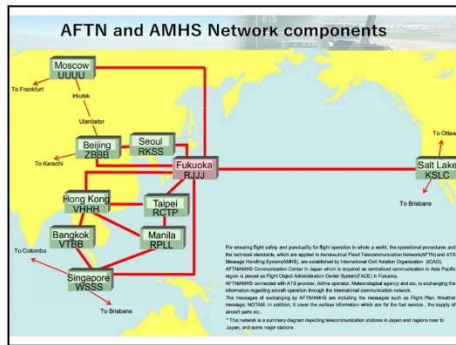 AFTN and AMHS Network components
Moscow
UUUU
To Frankfurt
Irkutsk
Ulanbator
Beijing
ZBBB
Seoul
RKSS
To Karachi
Fukuoka
RJJJ
To Ottawa
Salt Lake
KSLC
To Brisbane
Hong Kong
VHHH
Taipei
RCTP
Bangkok
VTBB
Manila
RPLL
To Colombo
Singapore
WSSS
To Brisbane
For ensuring flight safety and punctuality for flight operation in whole a world, the operational procedures and
the technical standards, which are applied to Aeronautical Fixed Telecommunication Network(AFTN) and ATS
Message Handling System(AMHS), are established by International Civil Aviation Organization (ICAO).
AFTN/AMHS Communication Center in Japan which is required as centralized communication in Asia Pacific
region is placed as Flight Object Administration Center System(FACE) in Fukuoka.
AFTN/AMHS connected with ATS provider, Airline operator, Meteorological agency and etc. is exchanging the
information regarding aircraft operation through the international communication network.
The messages of exchanging by AFTN/AMHS are including the messages such as Flight Plan, Weather
message, NOTAM. In addition, it cover the various information which are for the fuel service , the supply of
aircraft parts etc.
* This network is a summary diagram depicting telecommunication stations in Japan and regions near to
Japan, and some major stations